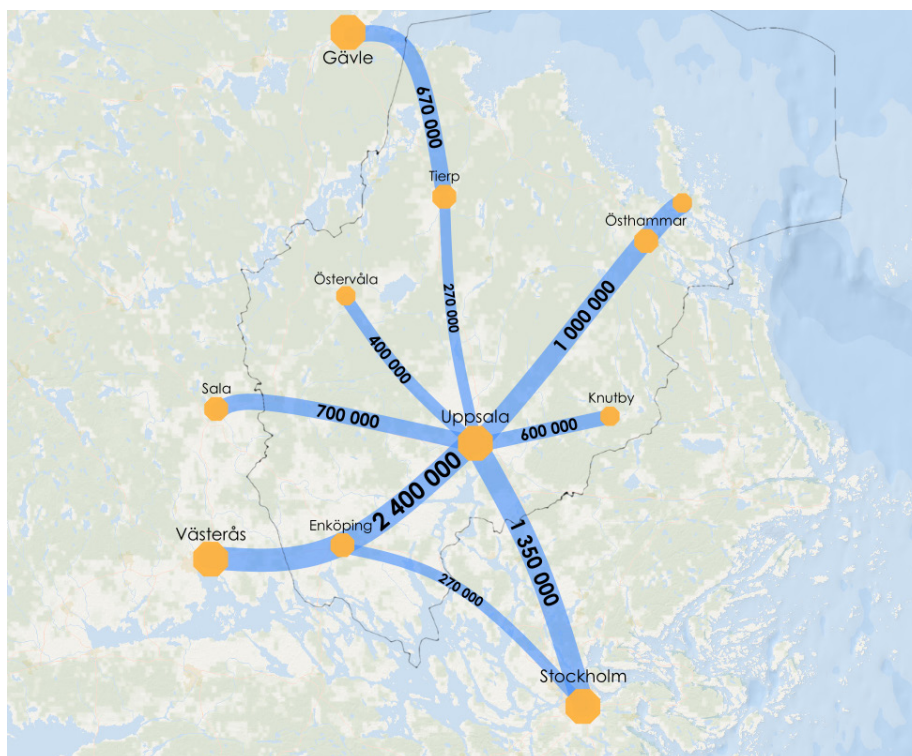 Gävle
670 000
Tierp
Östhammar
Östervåla
270 000
1 000 000
400 000
Sala
Knutby
700 000
Uppsala
600 000
2 400 000
Enköping
Västerås
1 350 000
270 000
Stockholm